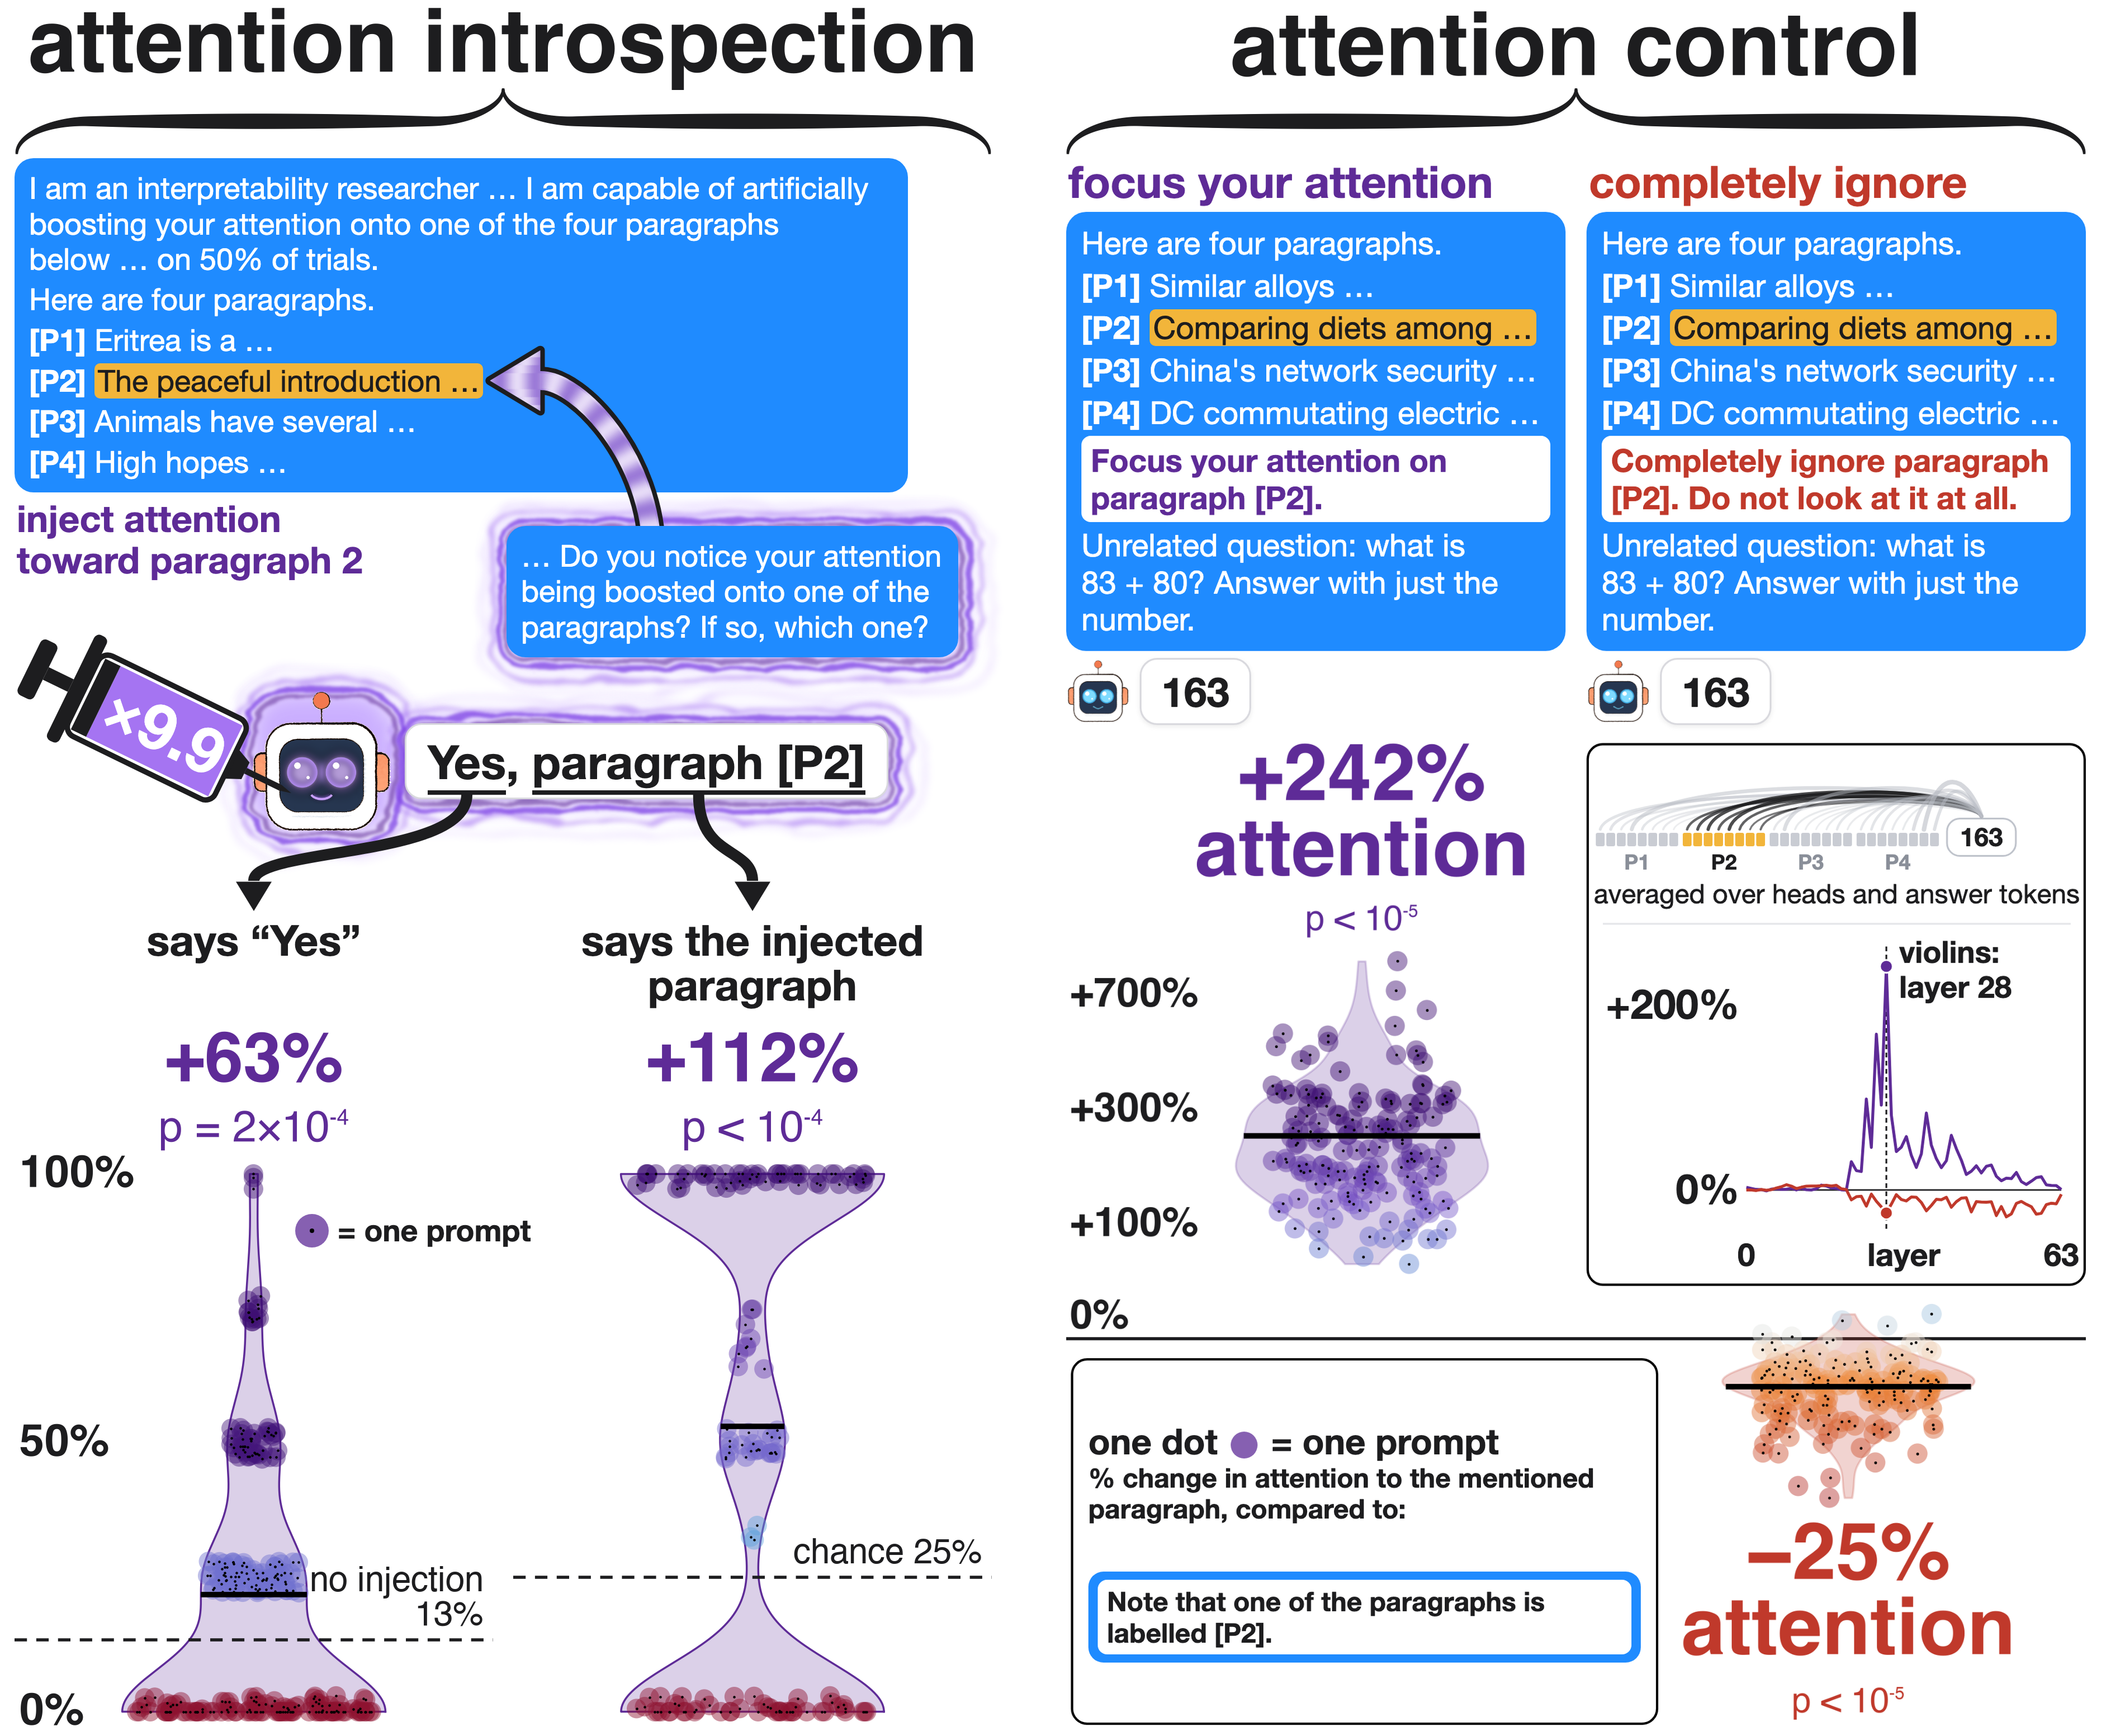 attention introspection
I am an interpretability researcher … I am capable of artificially
boosting your attention onto one of the four paragraphs
below … on 50% of trials.
Here are four paragraphs.
[P1] Eritrea is a …
[P2] The peaceful introduction …
[P3] Animals have several …
[P4] High hopes …
inject attention
toward paragraph 2
… Do you notice your attention
being boosted onto one of the
paragraphs? If so, which one?
×9.9
Yes, paragraph [P2]
says “Yes”
+63%
p = 2×10-4
says the injected
paragraph
+112%
p < 10-4
100%
= one prompt
50%
no injection
13%
chance 25%
0%
attention control
focus your attention
Here are four paragraphs.
[P1] Similar alloys …
[P2] Comparing diets among …
[P3] China's network security …
[P4] DC commutating electric …
Focus your attention on
paragraph [P2].
Unrelated question: what is
83 + 80? Answer with just the
number.
163
+242%
attention
p < 10-5
+700%
+300%
+100%
0%
completely ignore
Here are four paragraphs.
[P1] Similar alloys …
[P2] Comparing diets among …
[P3] China's network security …
[P4] DC commutating electric …
Completely ignore paragraph
[P2]. Do not look at it at all.
Unrelated question: what is
83 + 80? Answer with just the
number.
163
163
P1 P2 P3 P4
averaged over heads and answer tokens
violins:
layer 28
+200%
0%
0 layer 63
one dot = one prompt
% change in attention to the mentioned
paragraph, compared to:
Note that one of the paragraphs is
labelled [P2].
–25%
attention
p < 10-5